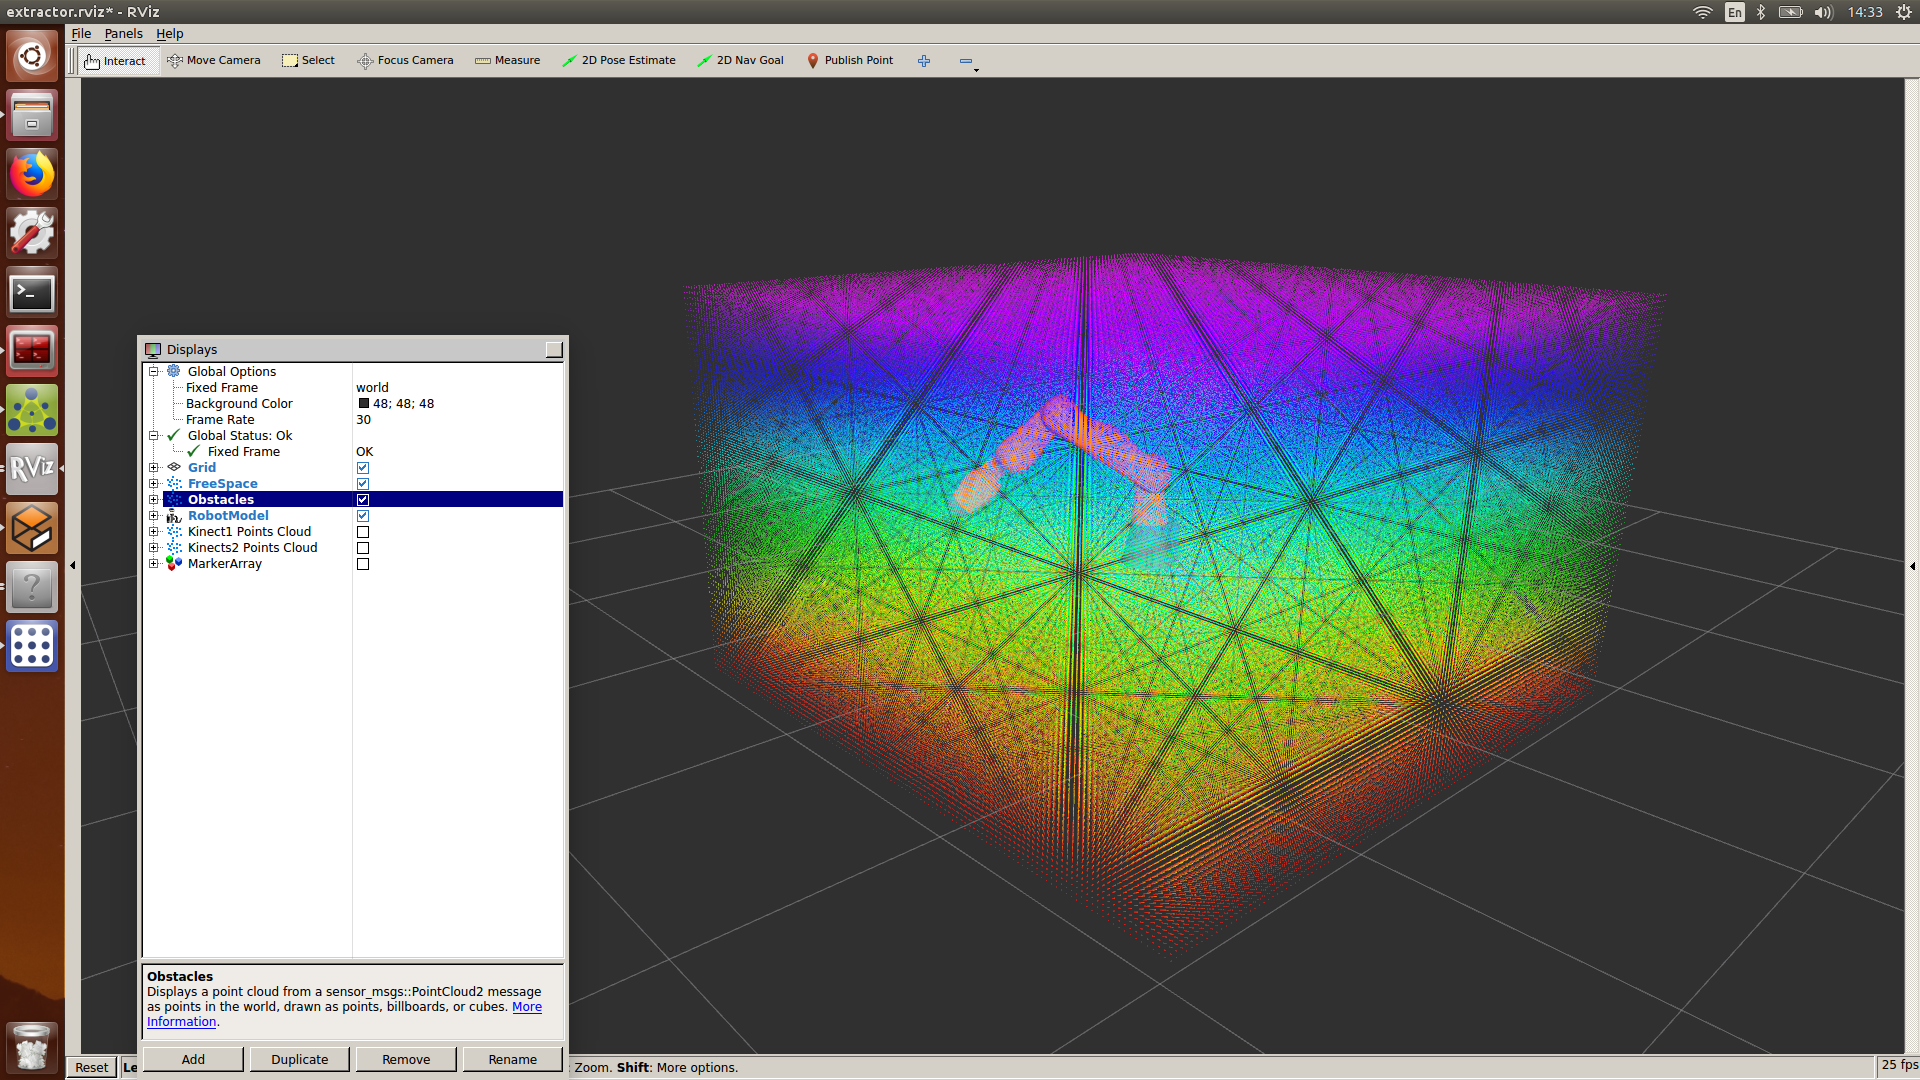 extractor.rviz* - RViz
En
14:33
File Panels Help
Interact Move Camera Select Focus Camera Measure 2D Pose Estimate 2D Nav Goal Publish Point
RViz
Displays
Global Options
Fixed Frame world
Background Color 48; 48; 48
Frame Rate 30
Global Status: Ok
Fixed Frame OK
Grid
FreeSpace
Obstacles
RobotModel
Kinect1 Points Cloud
Kinects2 Points Cloud
MarkerArray
Obstacles
Displays a point cloud from a sensor_msgs::PointCloud2 message
as points in the world, drawn as points, billboards, or cubes. More
Information.
Add Duplicate Remove Rename
Reset Le : Zoom. Shift: More options. 25 fps